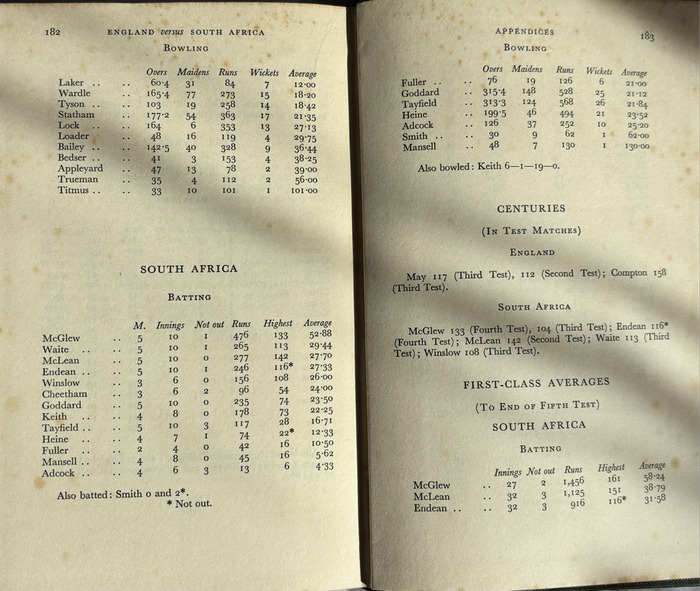 182 ENGLAND versus SOUTH AFRICA
BOWLING
Overs Maidens Runs Wickets Average
Laker .. .. 60·4 31 84 7 12·00
Wardle .. 165·4 77 273 15 18·20
Tyson .. .. 103 19 258 14 18·42
Statham .. 177·2 54 363 17 21·35
Lock .. .. 164 6 353 13 27·13
Loader .. .. 48 16 119 4 29·75
Bailey .. .. 142·5 40 328 9 36·44
Bedser .. .. 41 3 153 4 38·25
Appleyard .. 47 13 78 2 39·00
Trueman .. 35 4 112 2 56·00
Titmus .. .. 33 10 101 1 101·00
SOUTH AFRICA
BATTING
M. Innings Not out Runs Highest Average
McGlew .. 5 10 1 476 133 52·88
Waite .. .. 5 10 1 265 113 29·44
McLean .. 5 10 0 277 142 27·70
Endean .. .. 5 10 1 246 116* 27·33
Winslow .. 3 6 0 156 108 26·00
Cheetham .. 3 6 2 96 54 24·00
Goddard .. 5 10 0 235 74 23·50
Keith .. .. 4 8 0 178 73 22·25
Tayfield .. .. 5 10 3 117 28 16·71
Heine .. .. 4 7 1 74 22* 12·33
Fuller .. .. 2 4 0 42 16 10·50
Mansell .. .. 4 8 0 45 16 5·62
Adcock .. .. 4 6 3 13 6 4·33
Also batted: Smith 0 and 2*.
* Not out.
APPENDICES 183
BOWLING
Overs Maidens Runs Wickets Average
Fuller .. .. 76 19 126 6 21·00
Goddard .. 315·4 148 528 25 21·12
Tayfield .. 313·3 124 568 26 21·84
Heine .. .. 199·5 46 494 21 23·52
Adcock .. 126 37 252 10 25·20
Smith .. .. 30 9 62 1 62·00
Mansell .. 48 7 130 1 130·00
Also bowled: Keith 6—1—19—0.
CENTURIES
(IN TEST MATCHES)
ENGLAND
May 117 (Third Test), 112 (Second Test); Compton 158
(Third Test).
SOUTH AFRICA
McGlew 133 (Fourth Test), 104 (Third Test); Endean 116*
(Fourth Test); McLean 142 (Second Test); Waite 113 (Third
Test); Winslow 108 (Third Test).
FIRST-CLASS AVERAGES
(TO END OF FIFTH TEST)
SOUTH AFRICA
BATTING
Innings Not out Runs Highest Average
McGlew .. 27 2 1,456 161 58·24
McLean .. 32 3 1,125 151 38·79
Endean .. .. 32 3 916 116* 31·58